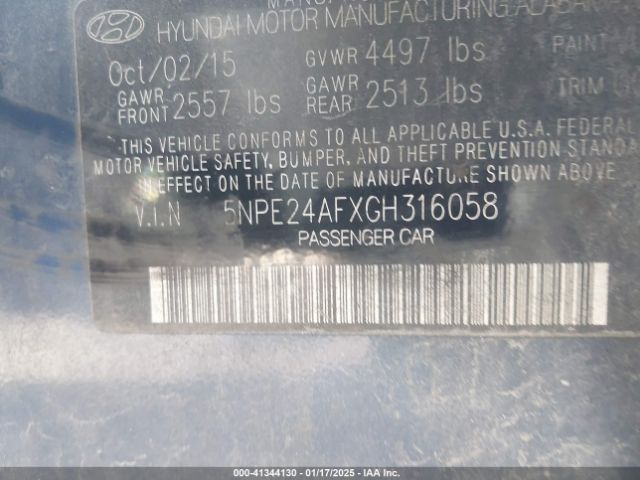 HYUNDAI MOTOR MANUFACTURING
Oct/02/15 GVWR 4497 lbs PAINT
GAWR FRONT 2557 lbs GAWR REAR 2513 lbs TRIM
THIS VEHICLE CONFORMS TO ALL APPLICABLE U.S.A. FEDERAL
MOTOR VEHICLE SAFETY, BUMPER, AND THEFT PREVENTION STANDA
IN EFFECT ON THE DATE OF MANUFACTURE SHOWN ABOVE
V.I.N 5NPE24AFXGH316058
PASSENGER CAR
000-41344130 - 01/17/2025 - IAA Inc.